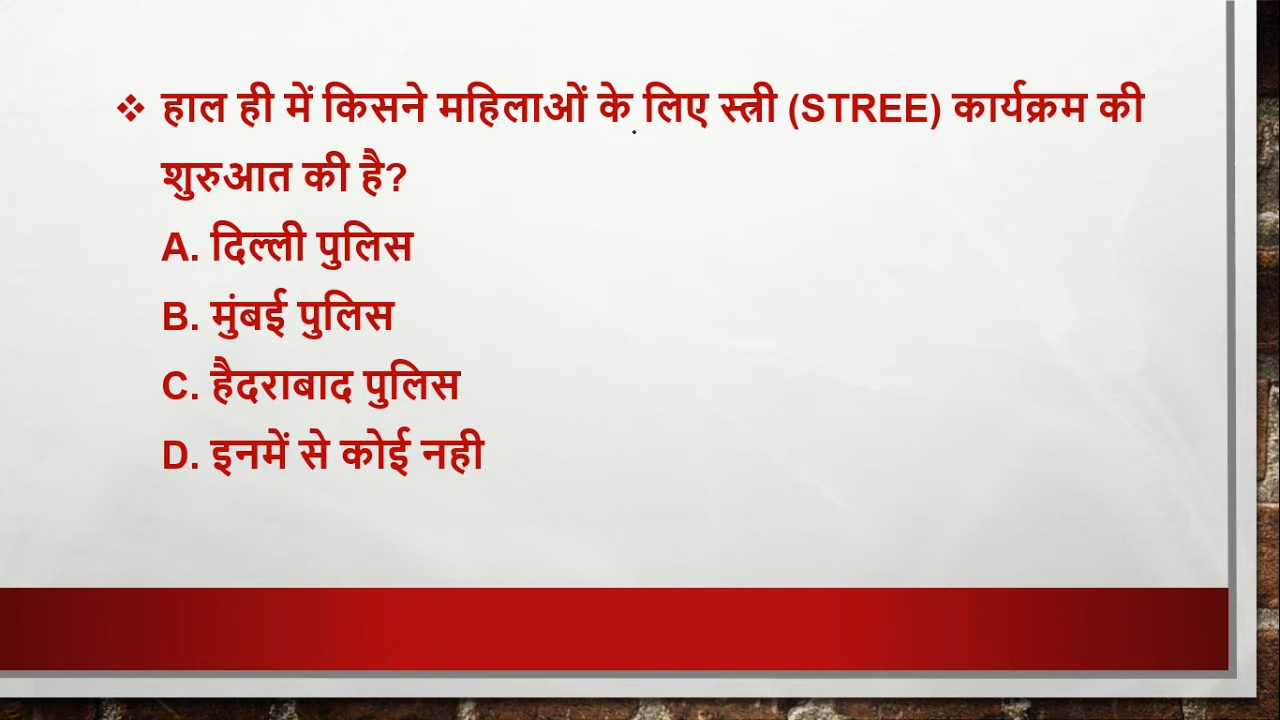 ❖ हाल ही में किसने महिलाओं के लिए स्त्री (STREE) कार्यक्रम की
शुरुआत की है?
A. दिल्ली पुलिस
B. मुंबई पुलिस
C. हैदराबाद पुलिस
D. इनमें से कोई नही